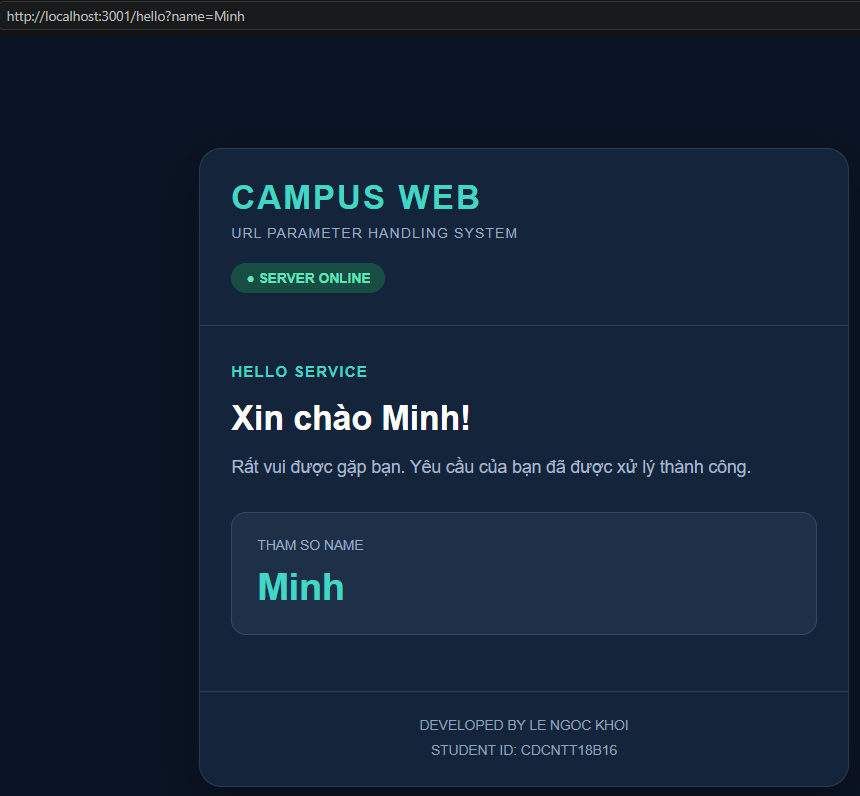 http://localhost:3001/hello?name=Minh
CAMPUS WEB
URL PARAMETER HANDLING SYSTEM
● SERVER ONLINE
HELLO SERVICE
Xin chào Minh!
Rất vui được gặp bạn. Yêu cầu của bạn đã được xử lý thành công.
THAM SO NAME
Minh
DEVELOPED BY LE NGOC KHOI
STUDENT ID: CDCNTT18B16